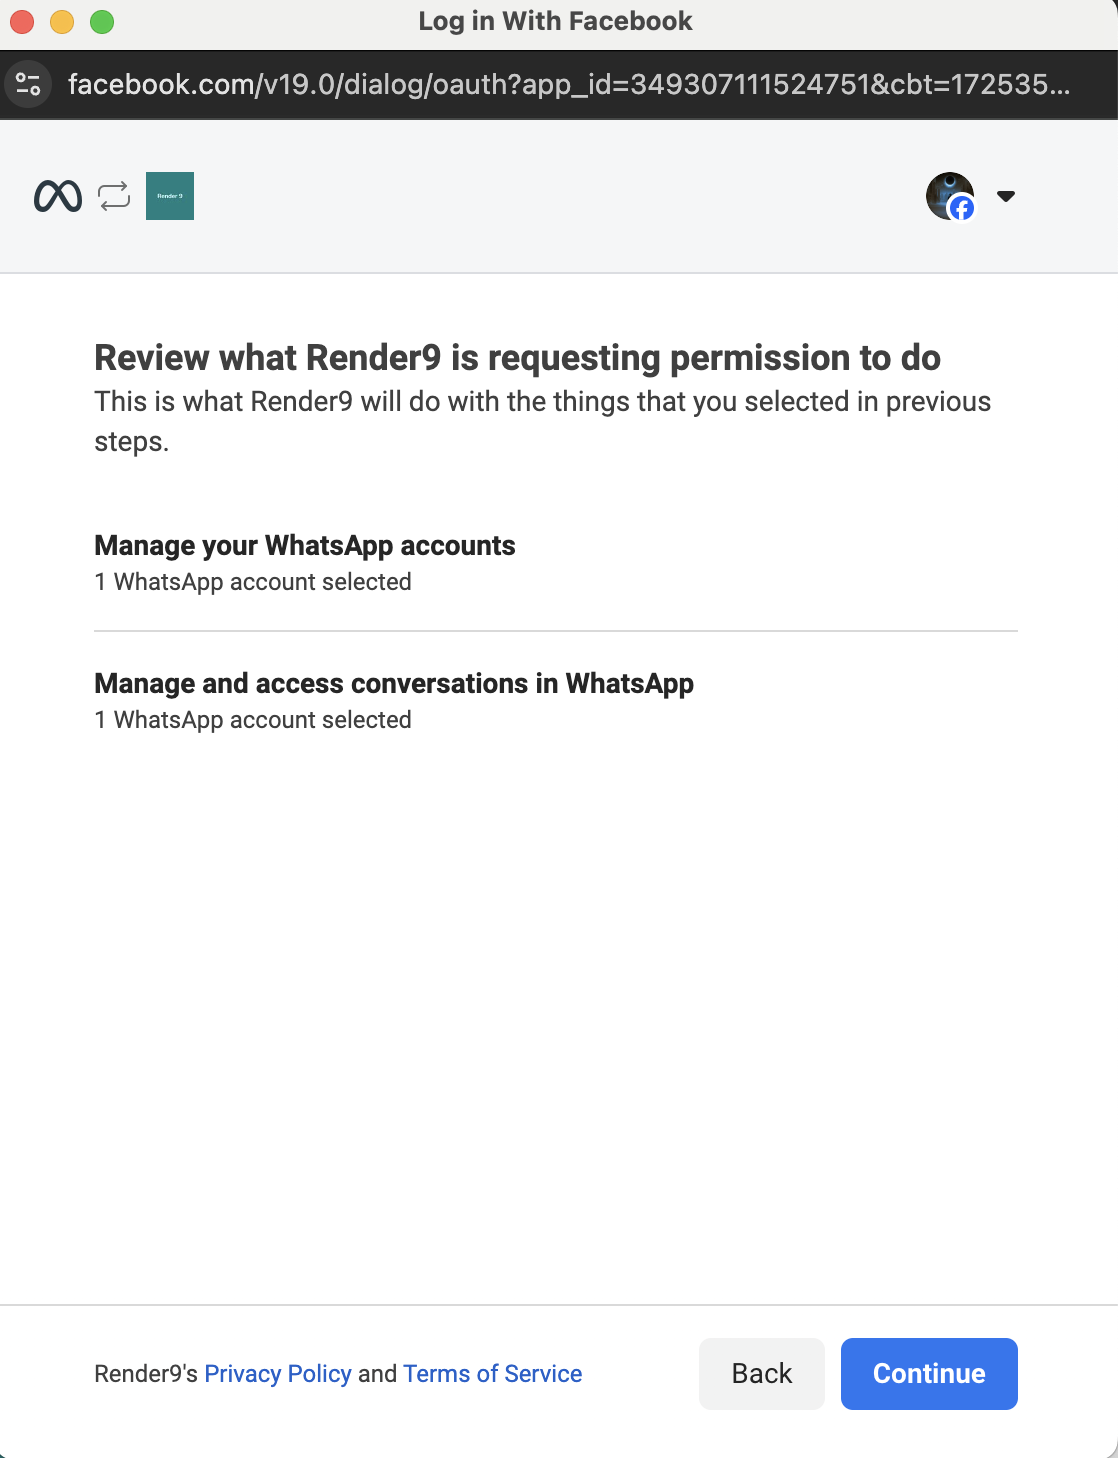 Log in With Facebook
facebook.com/v19.0/dialog/oauth?app_id=349307111524751&cbt=172535...
Render 9
Review what Render9 is requesting permission to do
This is what Render9 will do with the things that you selected in previous
steps.
Manage your WhatsApp accounts
1 WhatsApp account selected
Manage and access conversations in WhatsApp
1 WhatsApp account selected
Render9's Privacy Policy and Terms of Service
Back
Continue